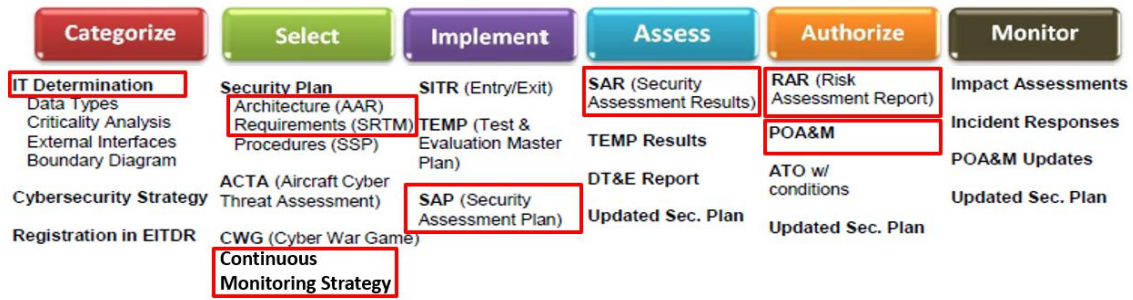 Categorize
Select
Implement
Assess
Authorize
Monitor
IT Determination
Data Types
Criticality Analysis
External Interfaces
Boundary Diagram
Cybersecurity Strategy
Registration in EITDR
Security Plan
Architecture (AAR)
Requirements (SRTM)
Procedures (SSP)
ACTA (Aircraft Cyber
Threat Assessment)
CWG (Cyber War Game)
Continuous
Monitoring Strategy
SITR (Entry/Exit)
TEMP (Test &
Evaluation Master
Plan)
SAP (Security
Assessment Plan)
SAR (Security
Assessment Results)
TEMP Results
DT&E Report
Updated Sec. Plan
RAR (Risk
Assessment Report)
POA&M
ATO w/
conditions
Updated Sec. Plan
Impact Assessments
Incident Responses
POA&M Updates
Updated Sec. Plan